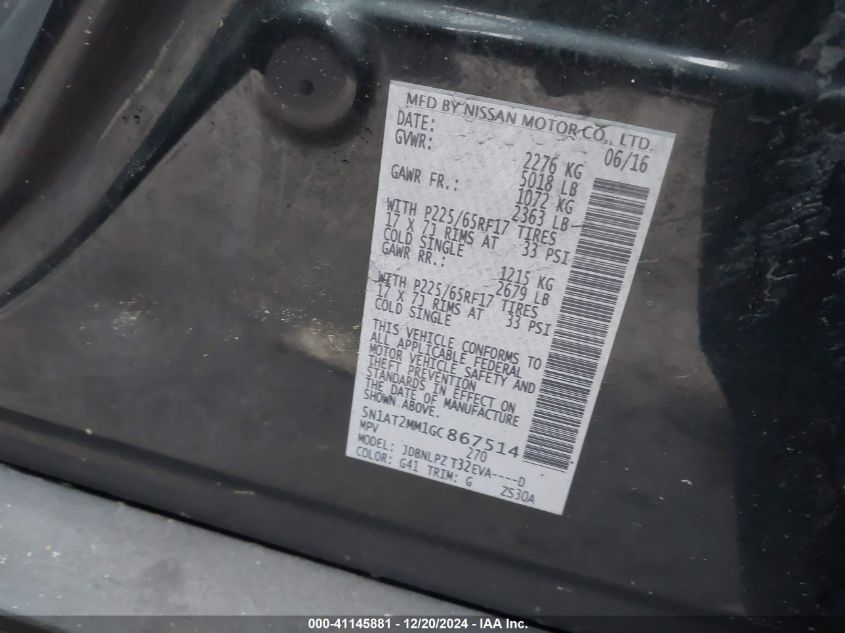 MFD BY NISSAN MOTOR CO., LTD.
DATE: 06/16
GVWR: 2276 KG
5018 LB
GAWR FR.: 1072 KG
2363 LB
WITH P225/65RF17 TIRES
17 X 7J RIMS AT 33 PSI
COLD SINGLE
GAWR RR.: 1215 KG
2679 LB
WITH P225/65RF17 TIRES
17 X 7J RIMS AT 33 PSI
COLD SINGLE
THIS VEHICLE CONFORMS TO
ALL APPLICABLE FEDERAL
MOTOR VEHICLE SAFETY AND
THEFT PREVENTION
STANDARDS IN EFFECT ON
THE DATE OF MANUFACTURE
SHOWN ABOVE.
5N1AT2MM1GC867514
MPV 270
MODEL: JDBNLPZ T32EVA----D
COLOR: G41 TRIM: G ZS30A
000-41145881 - 12/20/2024 - IAA Inc.